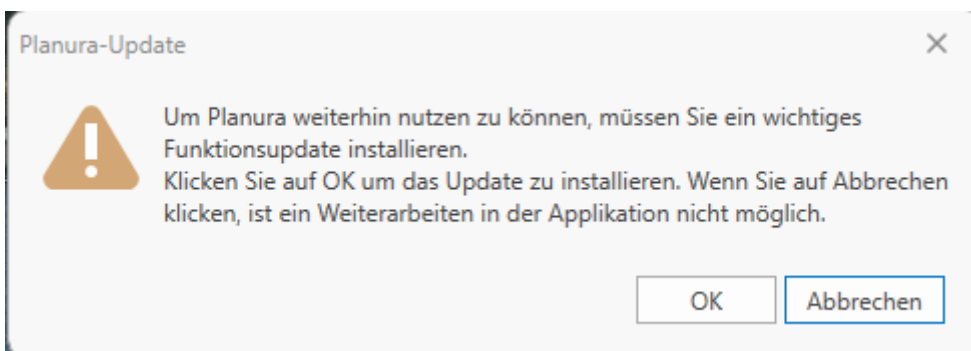 Planura-Update
Um Planura weiterhin nutzen zu können, müssen Sie ein wichtiges
Funktionsupdate installieren.
Klicken Sie auf OK um das Update zu installieren. Wenn Sie auf Abbrechen
klicken, ist ein Weiterarbeiten in der Applikation nicht möglich.
OK
Abbrechen